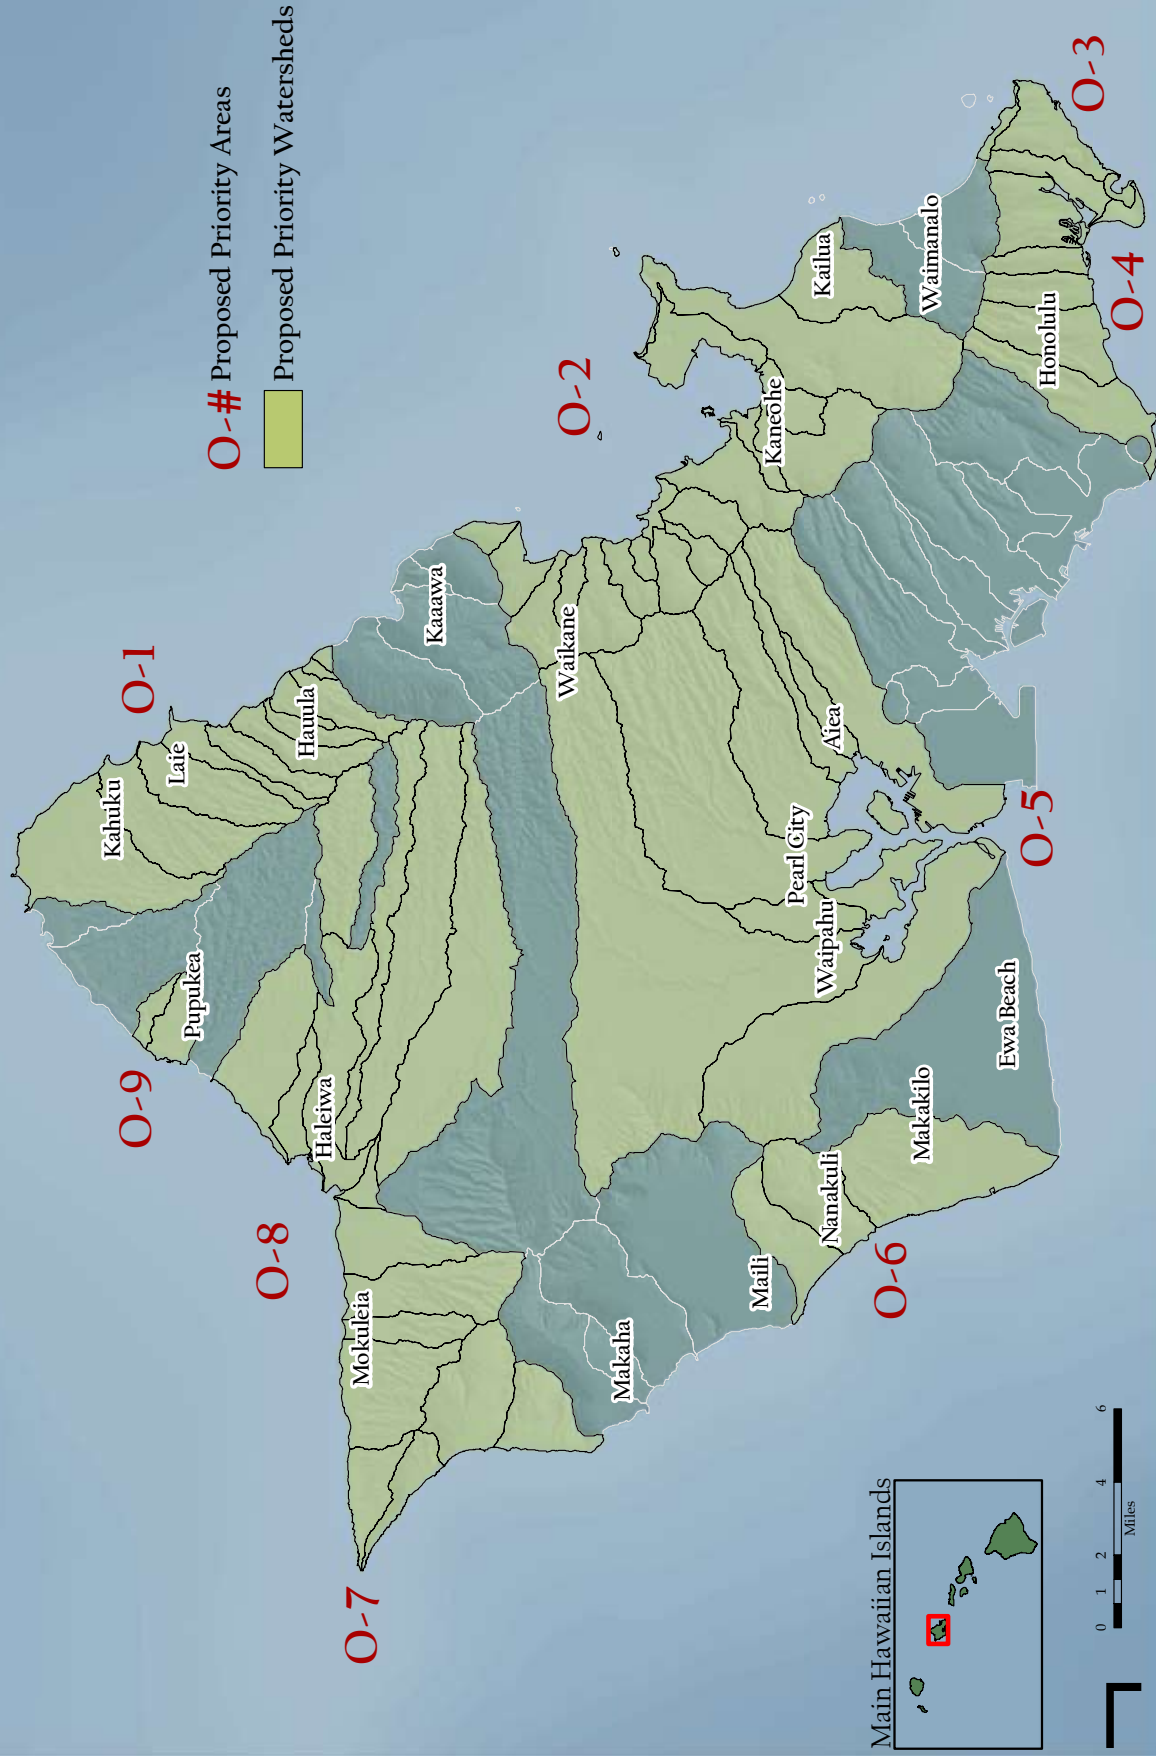 O-# Proposed Priority Areas
Proposed Priority Watersheds
O-1
O-2
O-3
O-4
O-5
O-6
O-7
O-8
O-9
Kahuku
Laie
Hauula
Kaaawa
Pupukea
Haleiwa
Mokuleia
Waikane
Kaneohe
Kailua
Waimanalo
Honolulu
Aiea
Pearl City
Waipahu
Ewa Beach
Makakilo
Nanakuli
Maili
Makaha
Main Hawaiian Islands
0 1 2 4 6
Miles